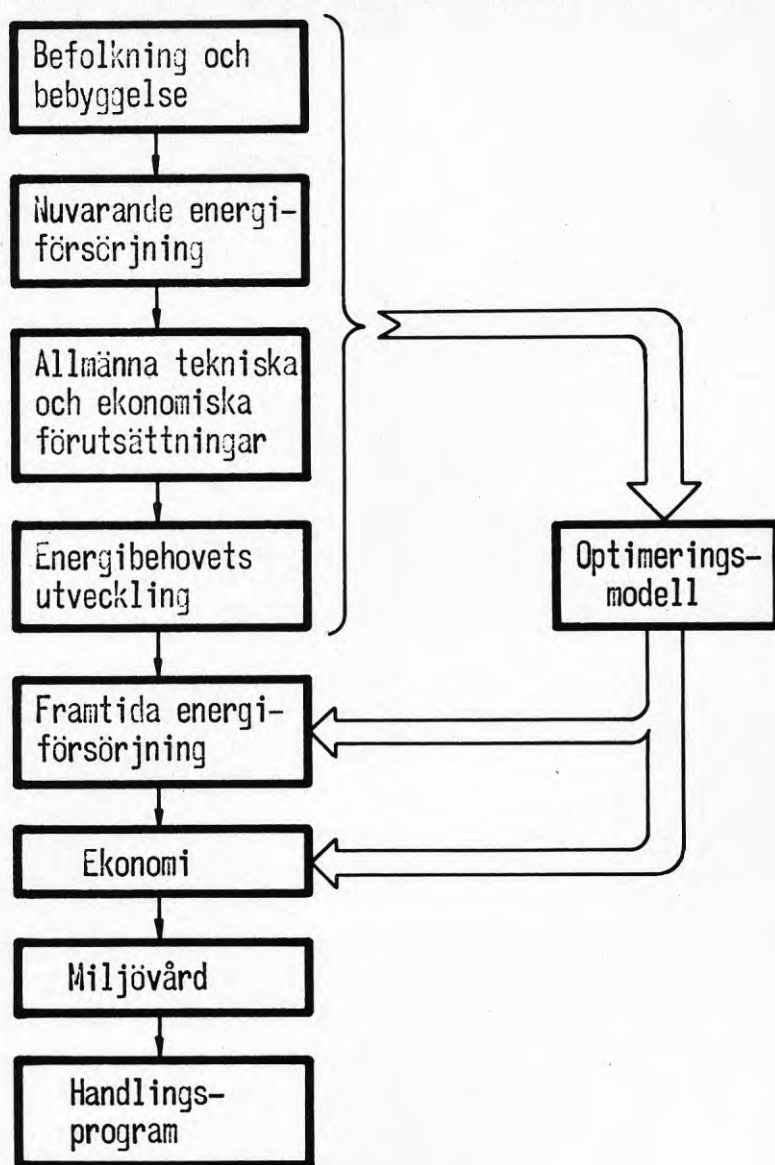 Befolkning och
bebyggelse
Nuvarande energi-
försörjning
Allmänna tekniska
och ekonomiska
förutsättningar
Energibehovets
utveckling
Optimerings-
modell
Framtida energi-
försörjning
Ekonomi
Miljövård
Handlings-
program